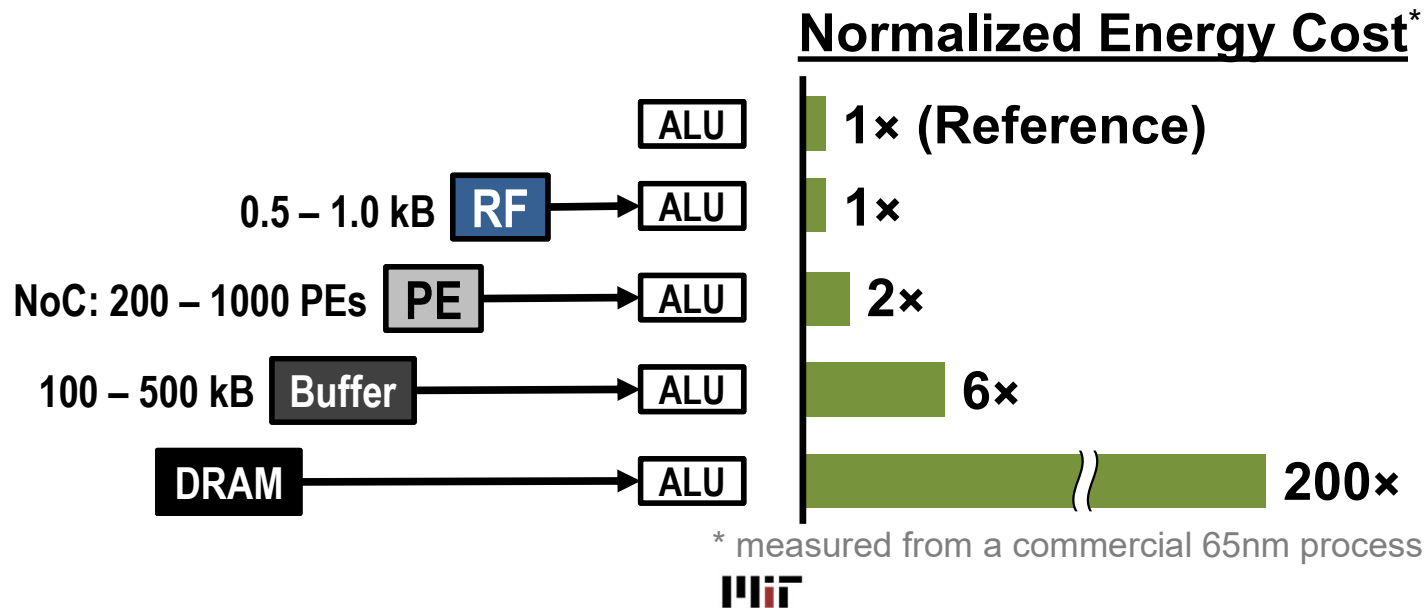 Normalized Energy Cost*
ALU 1× (Reference)
0.5 – 1.0 kB RF ALU 1×
NoC: 200 – 1000 PEs PE ALU 2×
100 – 500 kB Buffer ALU 6×
DRAM ALU 200×
* measured from a commercial 65nm process
MIT